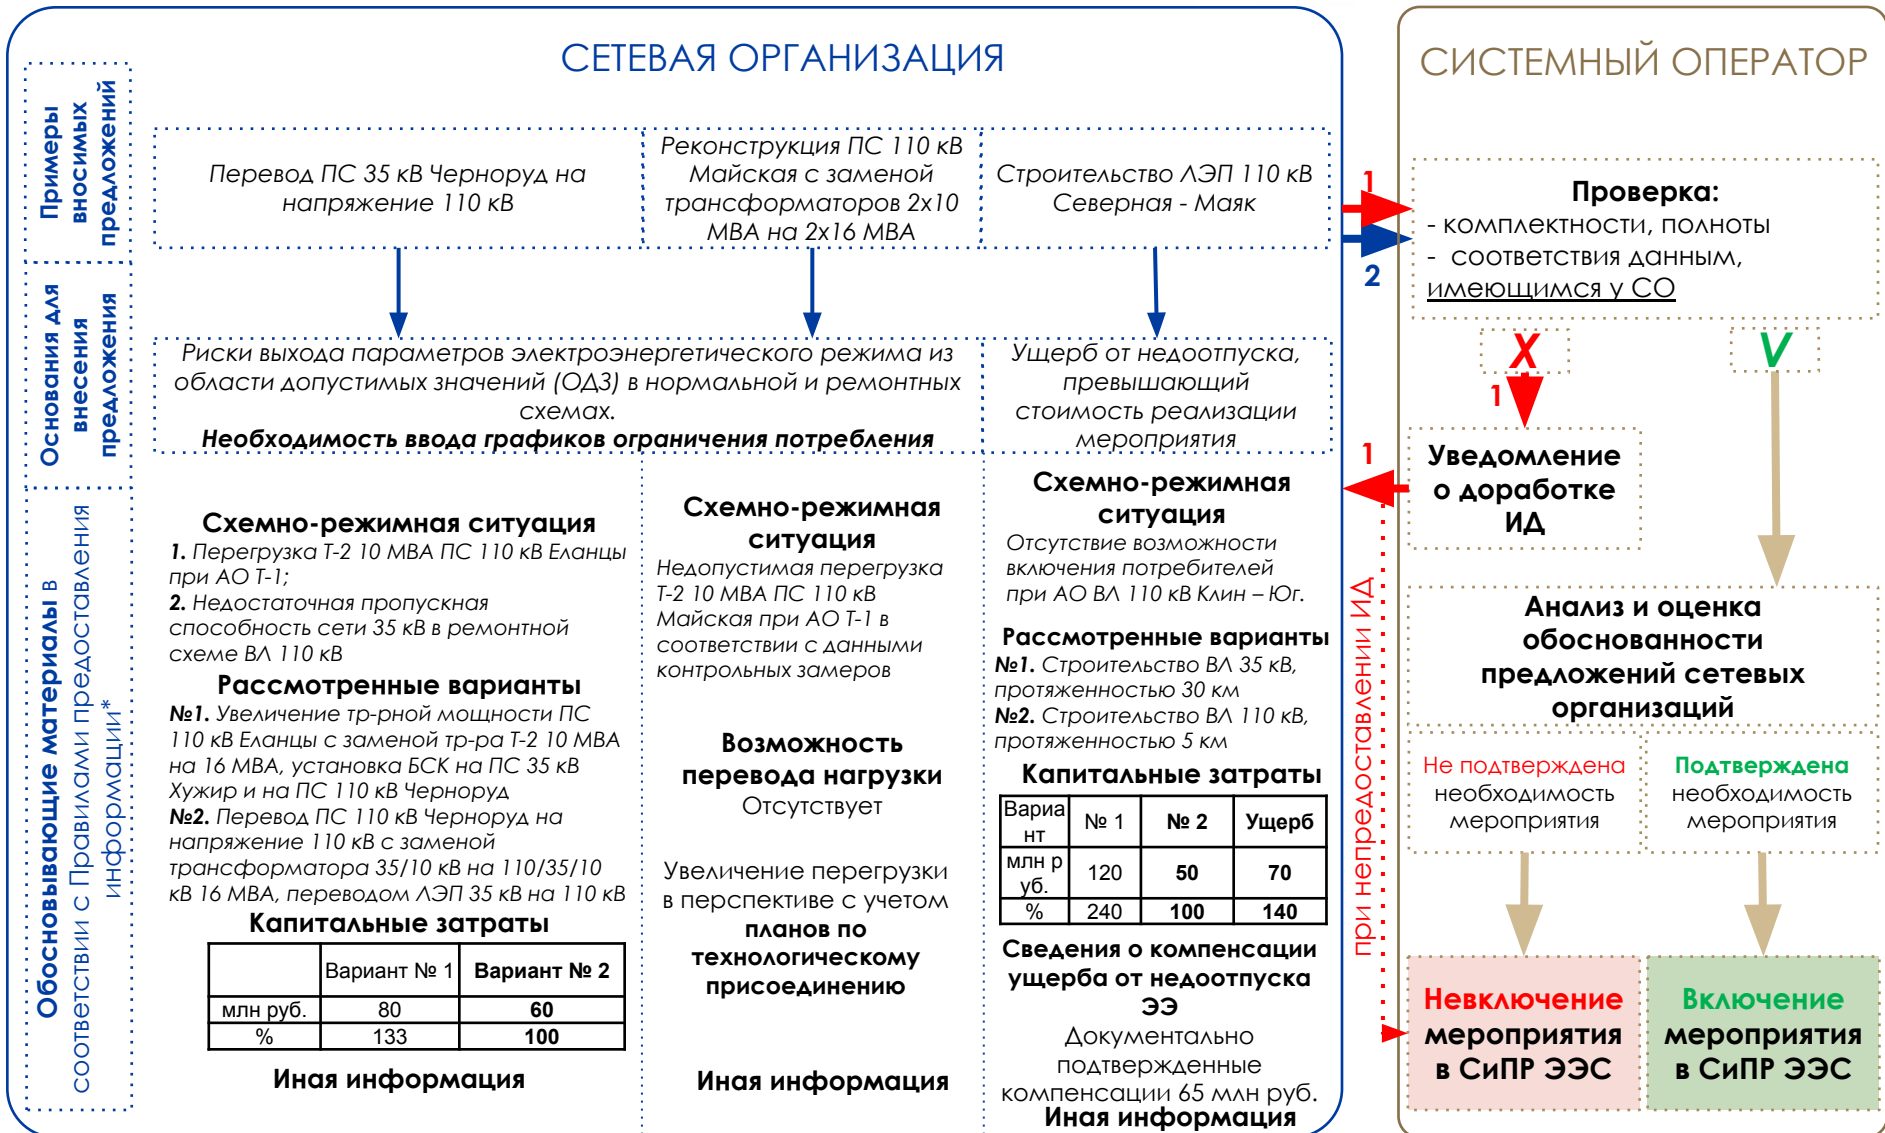 СЕТЕВАЯ ОРГАНИЗАЦИЯ
Примеры
вносимых
предложений
Перевод ПС 35 кВ Черноруд на
напряжение 110 кВ
Реконструкция ПС 110 кВ
Майская с заменой
трансформаторов 2х10
МВА на 2х16 МВА
Строительство ЛЭП 110 кВ
Северная - Маяк
Основания для
внесения
предложения
Риски выхода параметров электроэнергетического режима из
области допустимых значений (ОДЗ) в нормальной и ремонтных
схемах.
Необходимость ввода графиков ограничения потребления
Ущерб от недоотпуска,
превышающий
стоимость реализации
мероприятия
Обосновывающие материалы в
соответствии с Правилами предоставления
информации*
Схемно-режимная ситуация
1. Перегрузка Т-2 10 МВА ПС 110 кВ Еланцы
при АО Т-1;
2. Недостаточная пропускная
способность сети 35 кВ в ремонтной
схеме ВЛ 110 кВ
Рассмотренные варианты
№1. Увеличение тр-рной мощности ПС
110 кВ Еланцы с заменой тр-ра Т-2 10 МВА
на 16 МВА, установка БСК на ПС 35 кВ
Хужир и на ПС 110 кВ Черноруд
№2. Перевод ПС 110 кВ Черноруд на
напряжение 110 кВ с заменой
трансформатора 35/10 кВ на 110/35/10
кВ 16 МВА, переводом ЛЭП 35 кВ на 110 кВ
Капитальные затраты
Вариант № 1 Вариант № 2
млн руб. 80 60
% 133 100
Иная информация
Схемно-режимная
ситуация
Недопустимая перегрузка
Т-2 10 МВА ПС 110 кВ
Майская при АО Т-1 в
соответствии с данными
контрольных замеров
Возможность
перевода нагрузки
Отсутствует
Увеличение перегрузки
в перспективе с учетом
планов по
технологическому
присоединению
Иная информация
Схемно-режимная
ситуация
Отсутствие возможности
включения потребителей
при АО ВЛ 110 кВ Клин – Юг.
Рассмотренные варианты
№1. Строительство ВЛ 35 кВ,
протяженностью 30 км
№2. Строительство ВЛ 110 кВ,
протяженностью 5 км
Капитальные затраты
Вариа
нт № 1 № 2 Ущерб
млн р
уб. 120 50 70
% 240 100 140
Сведения о компенсации
ущерба от недоотпуска
ЭЭ
Документально
подтвержденные
компенсации 65 млн руб.
Иная информация
1
2
1
при непредоставлении ИД
СИСТЕМНЫЙ ОПЕРАТОР
Проверка:
- комплектности, полноты
- соответствия данным,
имеющимся у СО
X
V
1
Уведомление
о доработке
ИД
Анализ и оценка
обоснованности
предложений сетевых
организаций
Не подтверждена
необходимость
мероприятия
Подтверждена
необходимость
мероприятия
Невключение
мероприятия
в СиПР ЭЭС
Включение
мероприятия
в СиПР ЭЭС